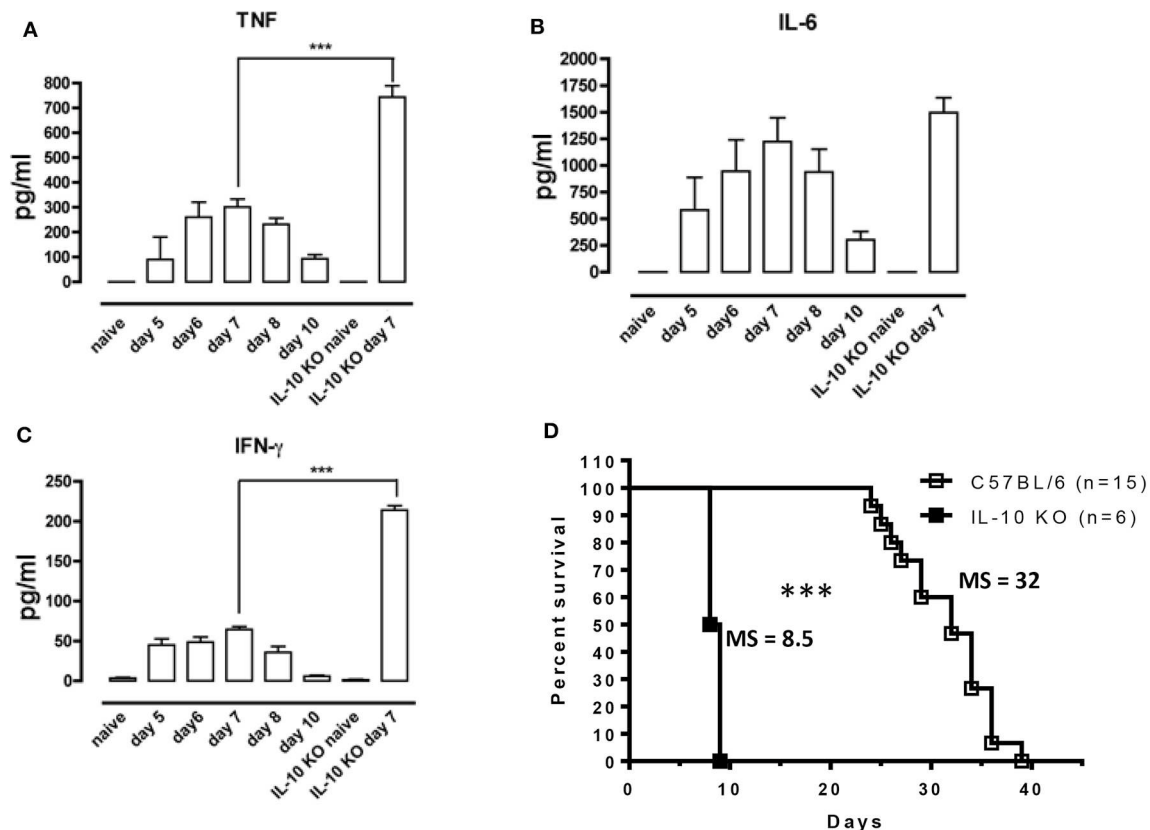 A
TNF
***
pg/ml
800
700
600
500
400
300
200
100
0
naive
day 5
day6
day 7
day 8
day 10
IL-10 KO naive
IL-10 KO day 7
B
IL-6
pg/ml
2000
1750
1500
1250
1000
750
500
250
0
naive
day 5
day6
day 7
day 8
day 10
IL-10 KO naive
IL-10 KO day 7
C
IFN-γ
***
pg/ml
250
200
150
100
50
0
naive
day 5
day6
day 7
day 8
day 10
IL-10 KO naive
IL-10 KO day 7
D
Percent survival
110
100
90
80
70
60
50
40
30
20
10
0
C57BL/6 (n=15)
IL-10 KO (n=6)
MS = 32
***
MS = 8.5
0 10 20 30 40
Days